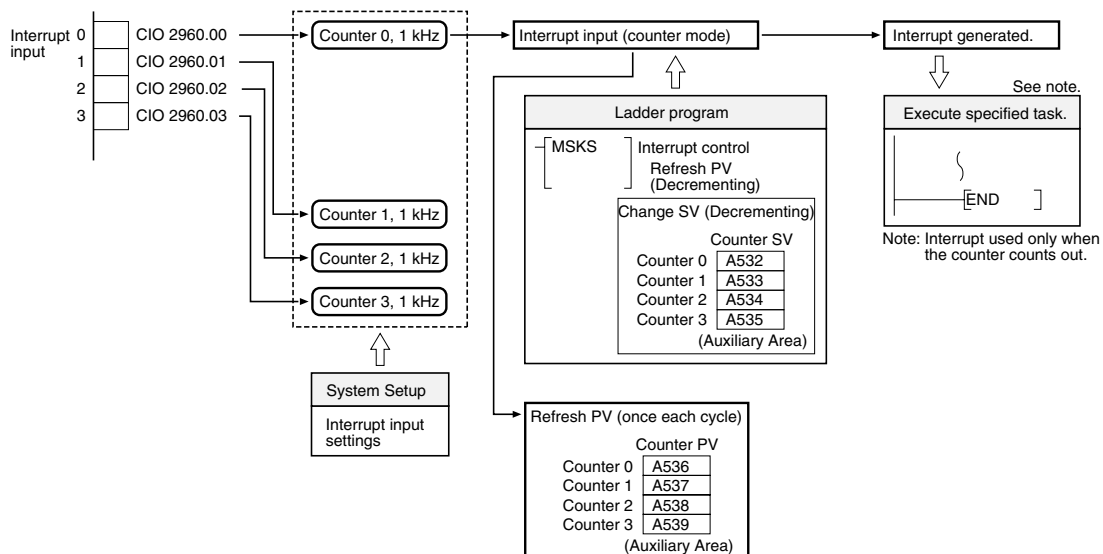 Interrupt input
0 CIO 2960.00
1 CIO 2960.01
2 CIO 2960.02
3 CIO 2960.03
Counter 0, 1 kHz
Counter 1, 1 kHz
Counter 2, 1 kHz
Counter 3, 1 kHz
System Setup
Interrupt input
settings
Interrupt input (counter mode)
Ladder program
MSKS
Interrupt control
Refresh PV
(Decrementing)
Change SV (Decrementing)
Counter SV
Counter 0 A532
Counter 1 A533
Counter 2 A534
Counter 3 A535
(Auxiliary Area)
Refresh PV (once each cycle)
Counter PV
Counter 0 A536
Counter 1 A537
Counter 2 A538
Counter 3 A539
(Auxiliary Area)
Interrupt generated.
See note.
Execute specified task.
END
Note: Interrupt used only when
the counter counts out.